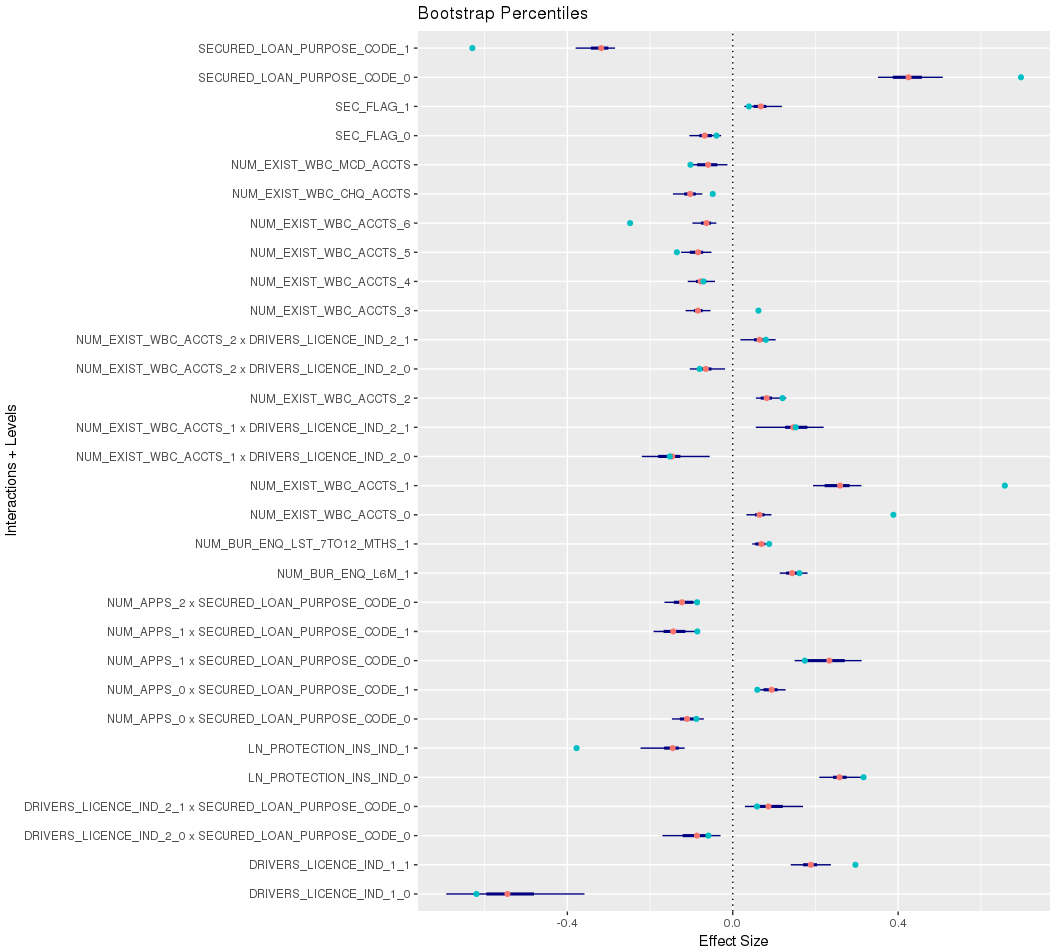 Bootstrap Percentiles
SECURED_LOAN_PURPOSE_CODE_1
SECURED_LOAN_PURPOSE_CODE_0
SEC_FLAG_1
SEC_FLAG_0
NUM_EXIST_WBC_MCD_ACCTS
NUM_EXIST_WBC_CHQ_ACCTS
NUM_EXIST_WBC_ACCTS_6
NUM_EXIST_WBC_ACCTS_5
NUM_EXIST_WBC_ACCTS_4
NUM_EXIST_WBC_ACCTS_3
NUM_EXIST_WBC_ACCTS_2 x DRIVERS_LICENCE_IND_2_1
NUM_EXIST_WBC_ACCTS_2 x DRIVERS_LICENCE_IND_2_0
NUM_EXIST_WBC_ACCTS_2
NUM_EXIST_WBC_ACCTS_1 x DRIVERS_LICENCE_IND_2_1
NUM_EXIST_WBC_ACCTS_1 x DRIVERS_LICENCE_IND_2_0
NUM_EXIST_WBC_ACCTS_1
NUM_EXIST_WBC_ACCTS_0
NUM_BUR_ENQ_LST_7TO12_MTHS_1
NUM_BUR_ENQ_L6M_1
NUM_APPS_2 x SECURED_LOAN_PURPOSE_CODE_0
NUM_APPS_1 x SECURED_LOAN_PURPOSE_CODE_1
NUM_APPS_1 x SECURED_LOAN_PURPOSE_CODE_0
NUM_APPS_0 x SECURED_LOAN_PURPOSE_CODE_1
NUM_APPS_0 x SECURED_LOAN_PURPOSE_CODE_0
LN_PROTECTION_INS_IND_1
LN_PROTECTION_INS_IND_0
DRIVERS_LICENCE_IND_2_1 x SECURED_LOAN_PURPOSE_CODE_0
DRIVERS_LICENCE_IND_2_0 x SECURED_LOAN_PURPOSE_CODE_0
DRIVERS_LICENCE_IND_1_1
DRIVERS_LICENCE_IND_1_0
Interactions + Levels
-0.4 0.0 0.4
Effect Size